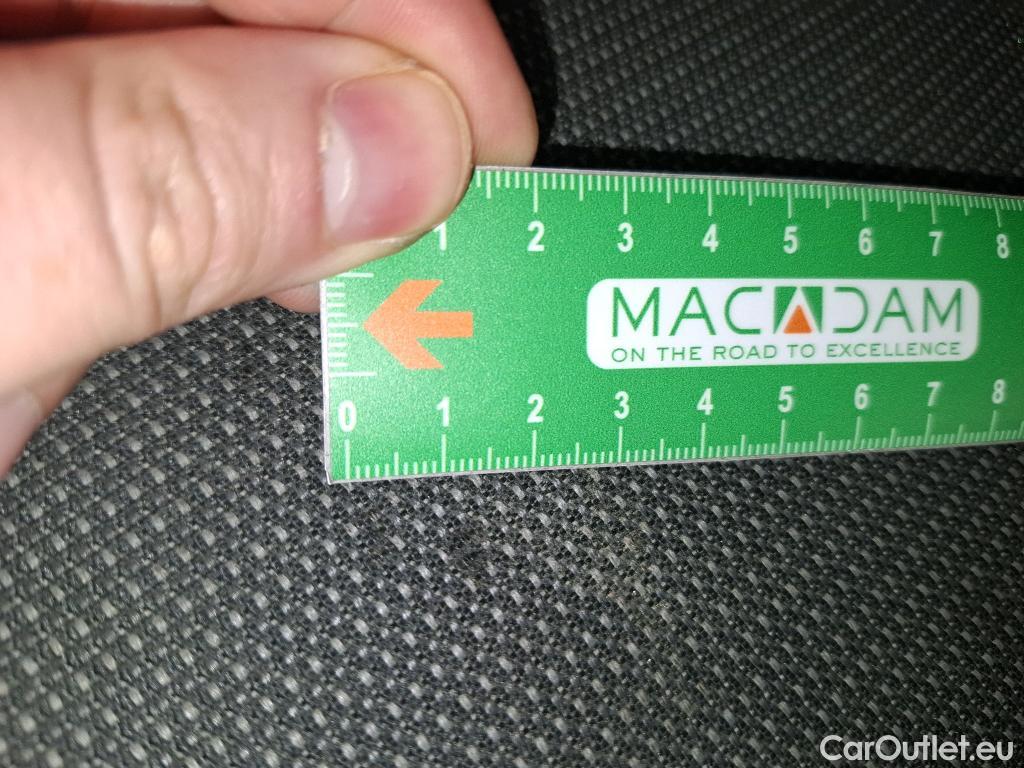 1 2 3 4 5 6 7 8
MACADAM
ON THE ROAD TO EXCELLENCE
0 1 2 3 4 5 6 7 8
CarOutlet.eu